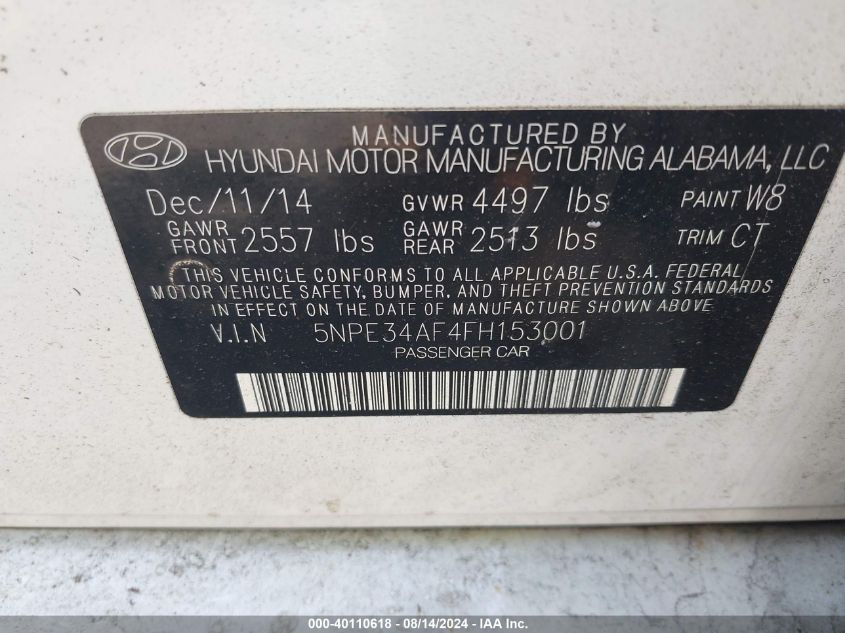 MANUFACTURED BY
HYUNDAI MOTOR MANUFACTURING ALABAMA, LLC
Dec/11/14 GVWR 4497 lbs PAINT W8
GAWR FRONT 2557 lbs GAWR REAR 2513 lbs TRIM CT
THIS VEHICLE CONFORMS TO ALL APPLICABLE U.S.A. FEDERAL
MOTOR VEHICLE SAFETY, BUMPER, AND THEFT PREVENTION STANDARDS
IN EFFECT ON THE DATE OF MANUFACTURE SHOWN ABOVE
V.I.N 5NPE34AF4FH153001
PASSENGER CAR
000-40110618 - 08/14/2024 - IAAI.com